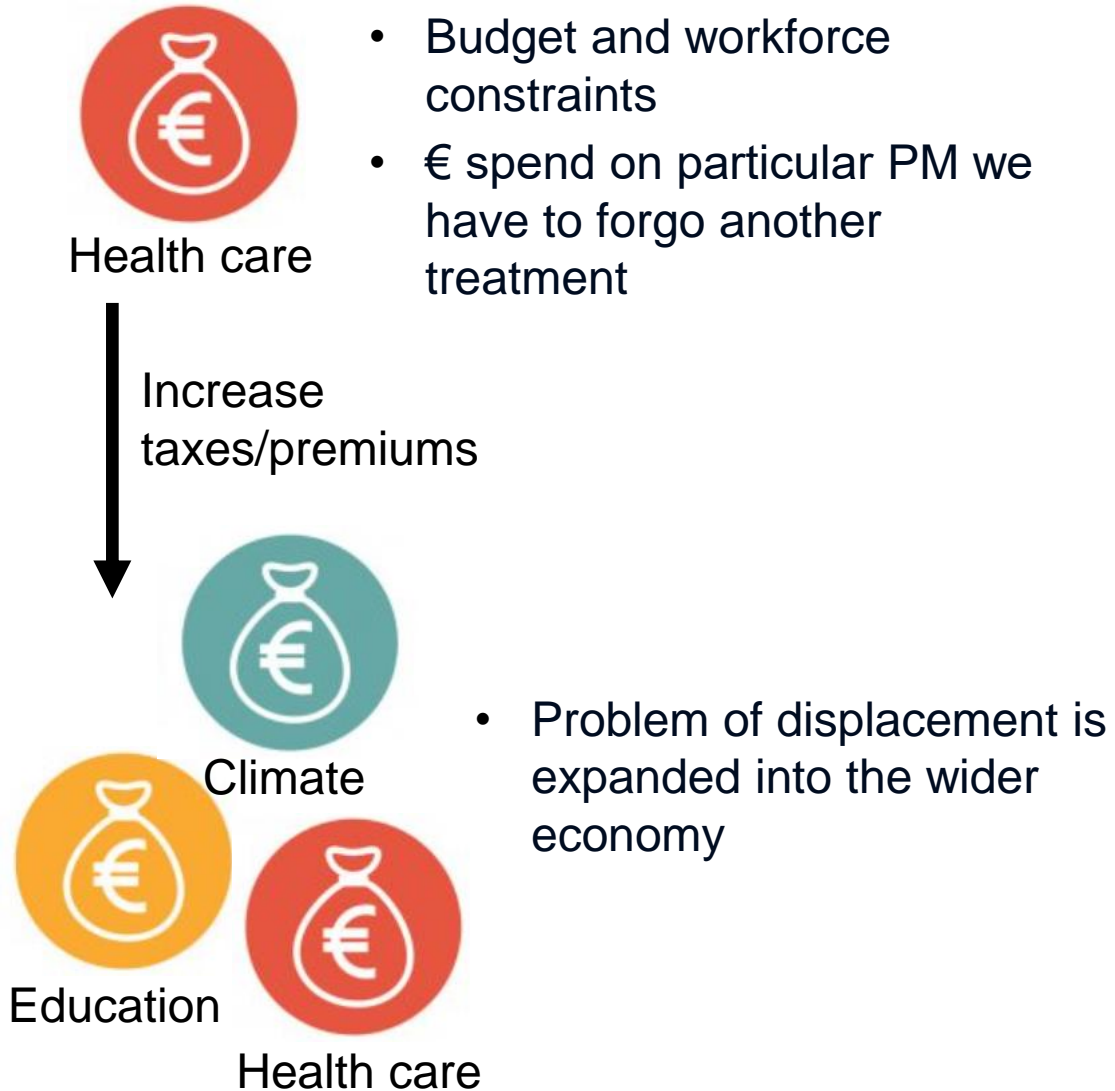 €
Health care
• Budget and workforce
constraints
• € spend on particular PM we
have to forgo another
treatment
Increase
taxes/premiums
€
Climate
€
Education
€
Health care
• Problem of displacement is
expanded into the wider
economy